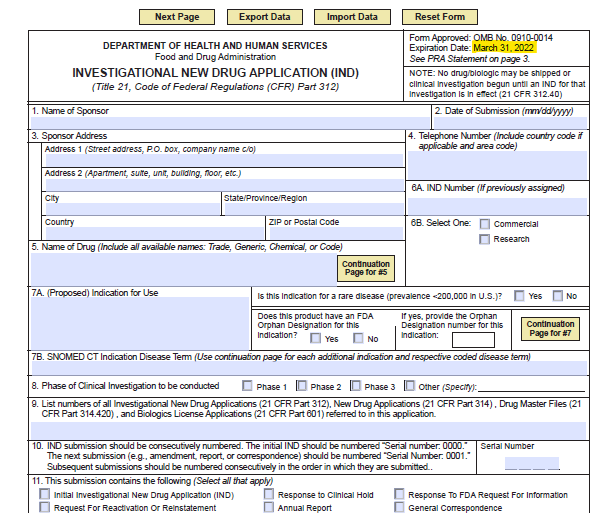 Next Page Export Data Import Data Reset Form
DEPARTMENT OF HEALTH AND HUMAN SERVICES
Food and Drug Administration
INVESTIGATIONAL NEW DRUG APPLICATION (IND)
(Title 21, Code of Federal Regulations (CFR) Part 312)
Form Approved: OMB No. 0910-0014
Expiration Date: March 31, 2022
See PRA Statement on page 3.
NOTE: No drug/biologic may be shipped or
clinical investigation begun until an IND for that
investigation is in effect (21 CFR 312.40)
1. Name of Sponsor
2. Date of Submission (mm/dd/yyyy)
3. Sponsor Address
Address 1 (Street address, P.O. box, company name c/o)
Address 2 (Apartment, suite, unit, building, floor, etc.)
City
State/Province/Region
Country
ZIP or Postal Code
4. Telephone Number (Include country code if
applicable and area code)
6A. IND Number (If previously assigned)
6B. Select One: Commercial
Research
5. Name of Drug (Include all available names: Trade, Generic, Chemical, or Code)
Continuation
Page for #5
7A. (Proposed) Indication for Use
Is this indication for a rare disease (prevalence <200,000 in U.S.)? Yes No
Does this product have an FDA
Orphan Designation for this
indication?
Yes No
If yes, provide the Orphan
Designation number for this
indication:
Continuation
Page for #7
7B. SNOMED CT Indication Disease Term (Use continuation page for each additional indication and respective coded disease term)
8. Phase of Clinical Investigation to be conducted Phase 1 Phase 2 Phase 3 Other (Specify):
9. List numbers of all Investigational New Drug Applications (21 CFR Part 312), New Drug Applications (21 CFR Part 314) , Drug Master Files (21
CFR Part 314.420) , and Biologics License Applications (21 CFR Part 601) referred to in this application.
10. IND submission should be consecutively numbered. The initial IND should be numbered "Serial number: 0000."
The next submission (e.g., amendment, report, or correspondence) should be numbered "Serial Number: 0001."
Subsequent submissions should be numbered consecutively in the order in which they are submitted..
Serial Number
11. This submission contains the following (Select all that apply)
Initial Investigational New Drug Application (IND) Response to Clinical Hold Response To FDA Request For Information
Request For Reactivation Or Reinstatement Annual Report General Correspondence